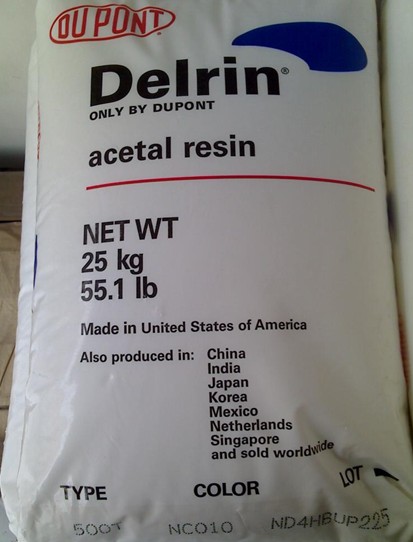 DU PONT
Delrin®
ONLY BY DUPONT
acetal resin
NET WT
25 kg
55.1 lb
Made in United States of America
Also produced in: China
India
Japan
Korea
Mexico
Netherlands
Singapore
and sold worldwide
TYPE COLOR LOT
500T NC010 ND4HBUP225